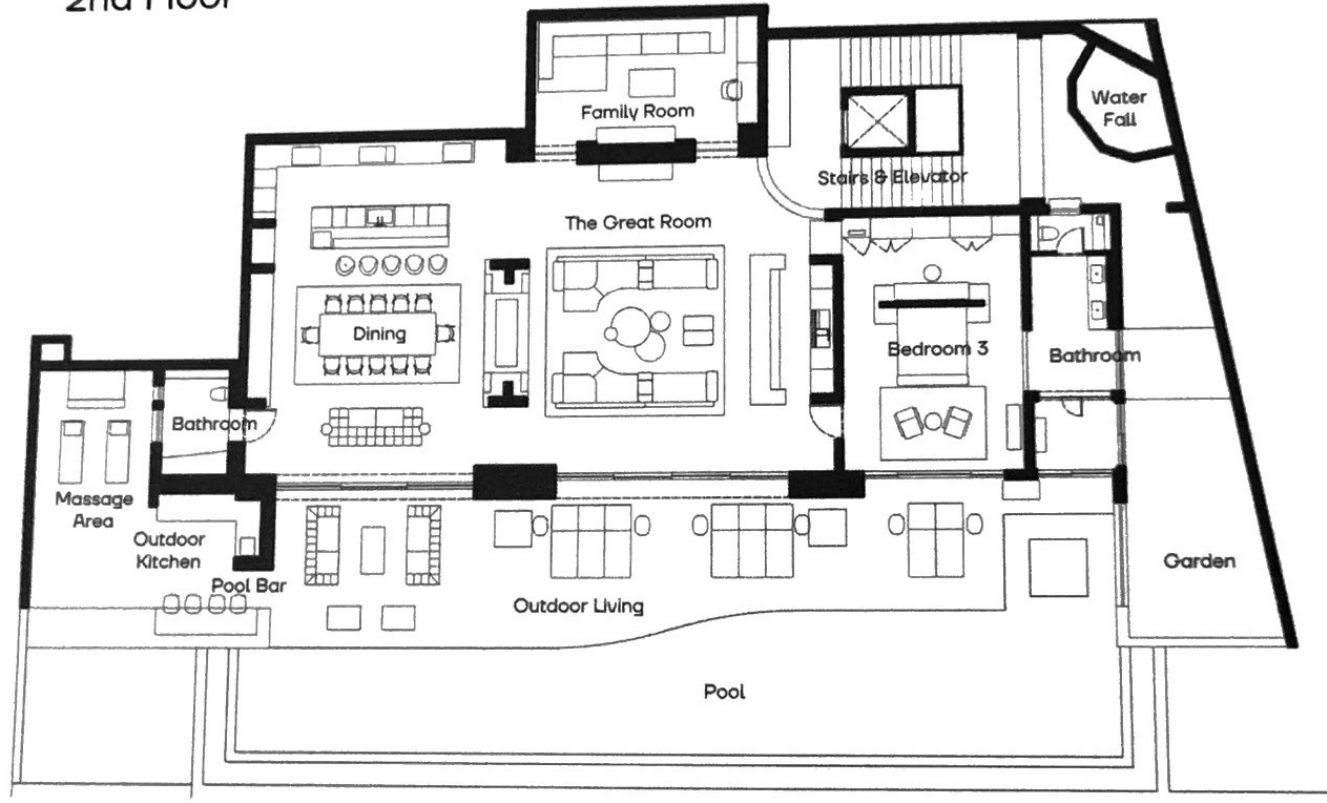 2nd Floor
Family Room
Water
Fall
Stairs & Elevator
The Great Room
Dining
Bedroom 3
Bathroom
Bathroom
Massage
Area
Outdoor
Kitchen
Pool Bar
Outdoor Living
Garden
Pool